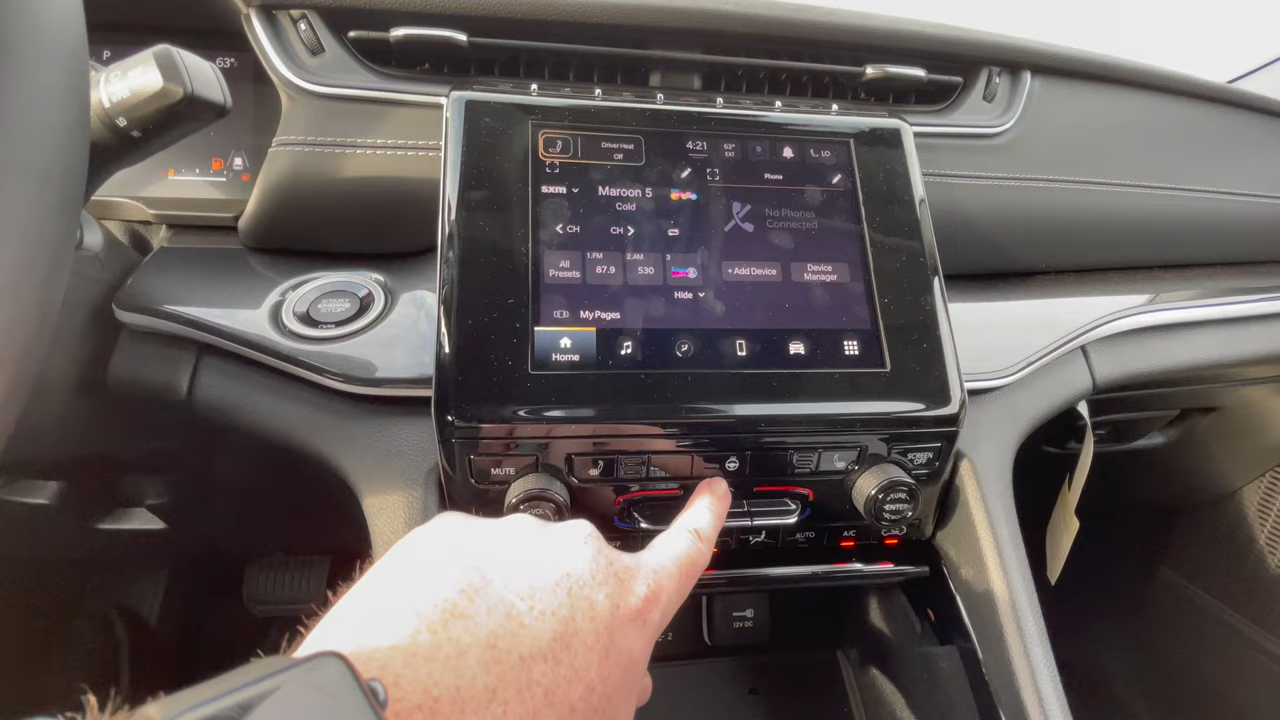 P
63°
START
ENGINE
STOP
Driver Heat
Off
4:21
63°
EXT
LO
sxm
Maroon 5
Cold
CH
CH
All
Presets
1.FM
87.9
2.AM
530
3
Hide
My Pages
Home
Phone
No Phones
Connected
+Add Device
Device
Manager
MUTE
VOL
SCREEN
OFF
TUNE
ENTER
OFF
AUTO
A/C
12V DC
2